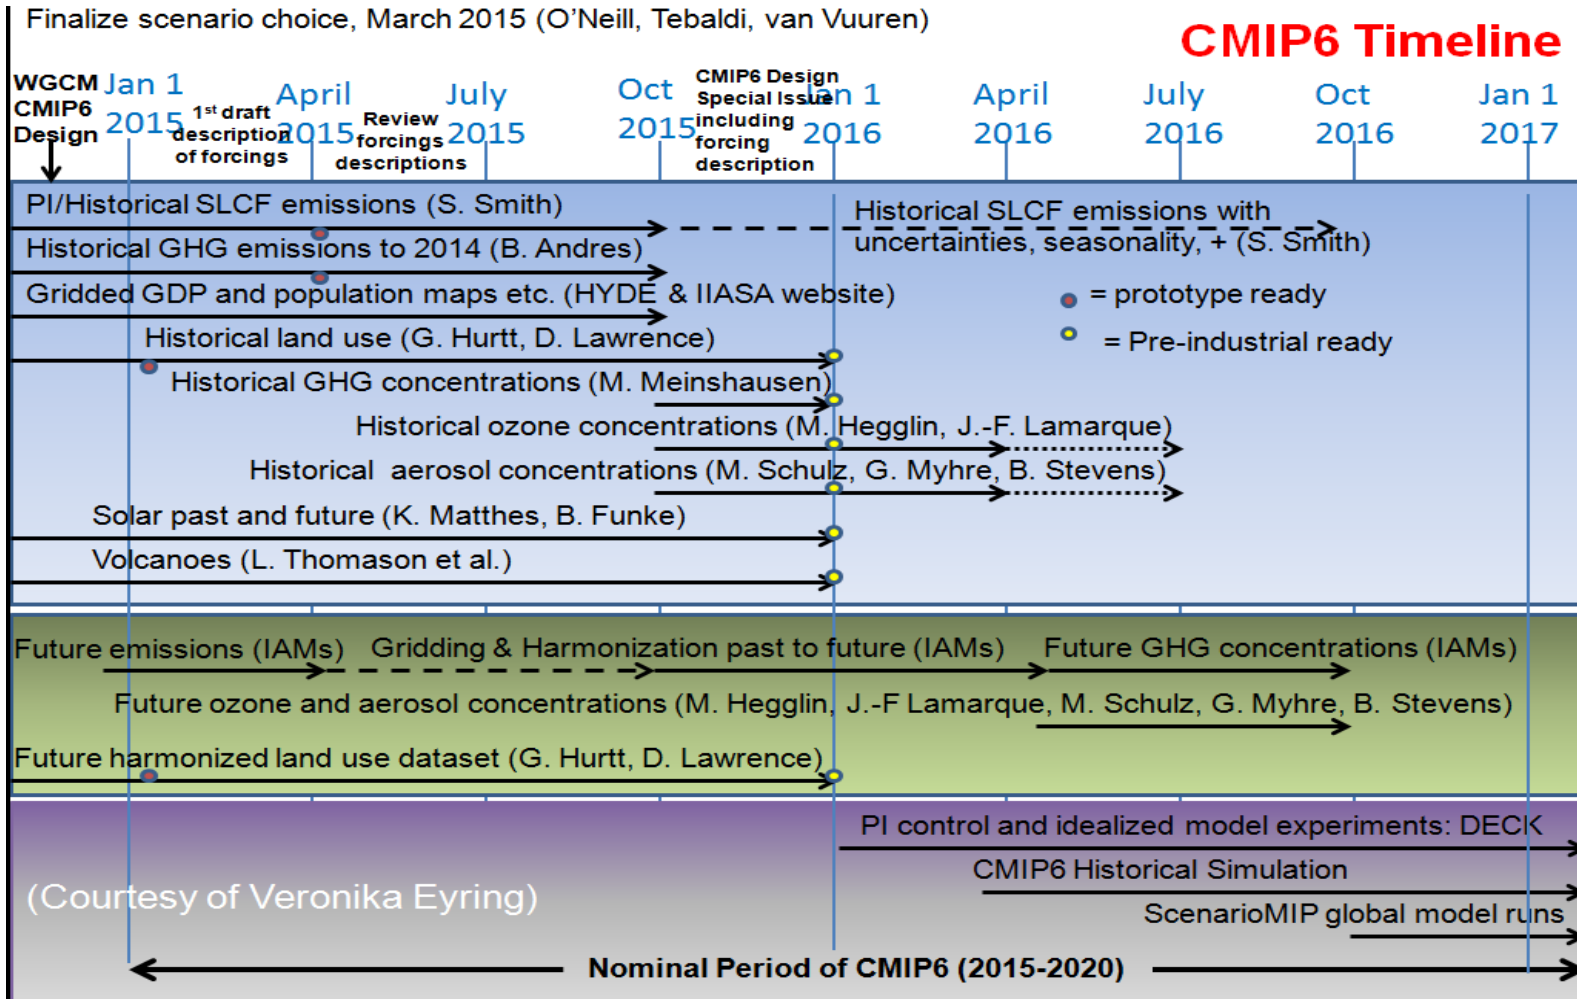 Finalize scenario choice, March 2015 (O'Neill, Tebaldi, van Vuuren)
CMIP6 Timeline
WGCM
CMIP6
Design
Jan 1
2015
1st draft
description
of forcings
April
2015
Review
forcings
descriptions
July
2015
Oct
2015
CMIP6 Design
Special Issue
including
forcing
description
Jan 1
2016
April
2016
July
2016
Oct
2016
Jan 1
2017
PI/Historical SLCF emissions (S. Smith)
Historical SLCF emissions with
uncertainties, seasonality, + (S. Smith)
Historical GHG emissions to 2014 (B. Andres)
Gridded GDP and population maps etc. (HYDE & IIASA website)
= prototype ready
Historical land use (G. Hurtt, D. Lawrence)
= Pre-industrial ready
Historical GHG concentrations (M. Meinshausen)
Historical ozone concentrations (M. Hegglin, J.-F. Lamarque)
Historical aerosol concentrations (M. Schulz, G. Myhre, B. Stevens)
Solar past and future (K. Matthes, B. Funke)
Volcanoes (L. Thomason et al.)
Future emissions (IAMs)
Gridding & Harmonization past to future (IAMs)
Future GHG concentrations (IAMs)
Future ozone and aerosol concentrations (M. Hegglin, J.-F Lamarque, M. Schulz, G. Myhre, B. Stevens)
Future harmonized land use dataset (G. Hurtt, D. Lawrence)
PI control and idealized model experiments: DECK
CMIP6 Historical Simulation
(Courtesy of Veronika Eyring)
ScenarioMIP global model runs
Nominal Period of CMIP6 (2015-2020)